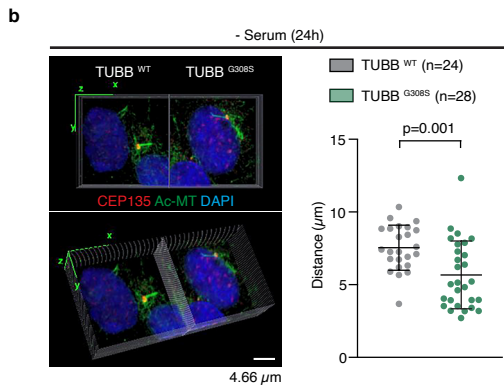 b
- Serum (24h)
TUBB WT
TUBB G308S
z
x
y
CEP135 Ac-MT DAPI
x
z
y
4.66 µm
TUBB WT (n=24)
TUBB G308S (n=28)
p=0.001
15
10
5
0
Distance (µm)